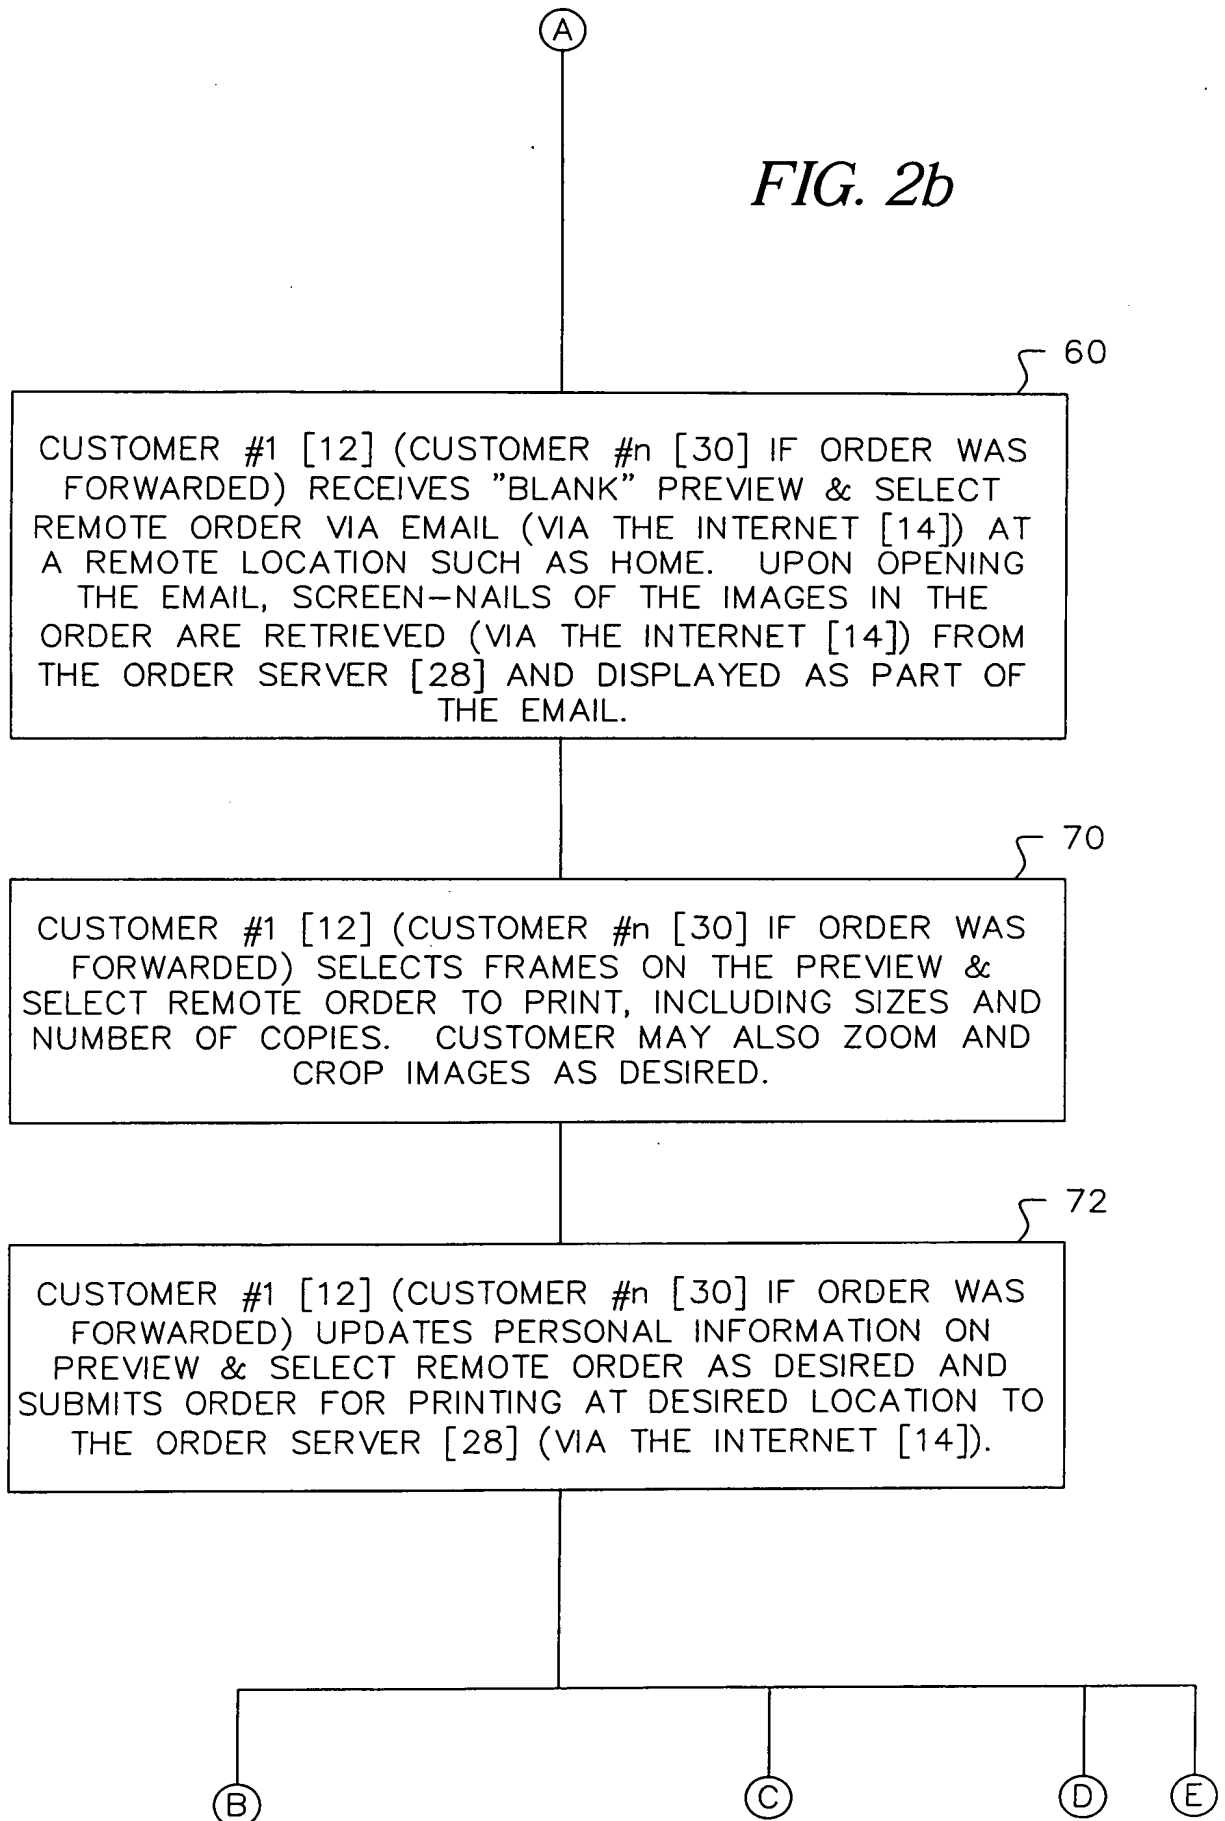 A
FIG. 2b
60
CUSTOMER #1 [12] (CUSTOMER #n [30] IF ORDER WAS
FORWARDED) RECEIVES "BLANK" PREVIEW & SELECT
REMOTE ORDER VIA EMAIL (VIA THE INTERNET [14]) AT
A REMOTE LOCATION SUCH AS HOME. UPON OPENING
THE EMAIL, SCREEN-NAILS OF THE IMAGES IN THE
ORDER ARE RETRIEVED (VIA THE INTERNET [14]) FROM
THE ORDER SERVER [28] AND DISPLAYED AS PART OF
THE EMAIL.
70
CUSTOMER #1 [12] (CUSTOMER #n [30] IF ORDER WAS
FORWARDED) SELECTS FRAMES ON THE PREVIEW &
SELECT REMOTE ORDER TO PRINT, INCLUDING SIZES AND
NUMBER OF COPIES. CUSTOMER MAY ALSO ZOOM AND
CROP IMAGES AS DESIRED.
72
CUSTOMER #1 [12] (CUSTOMER #n [30] IF ORDER WAS
FORWARDED) UPDATES PERSONAL INFORMATION ON
PREVIEW & SELECT REMOTE ORDER AS DESIRED AND
SUBMITS ORDER FOR PRINTING AT DESIRED LOCATION TO
THE ORDER SERVER [28] (VIA THE INTERNET [14]).
B C D E